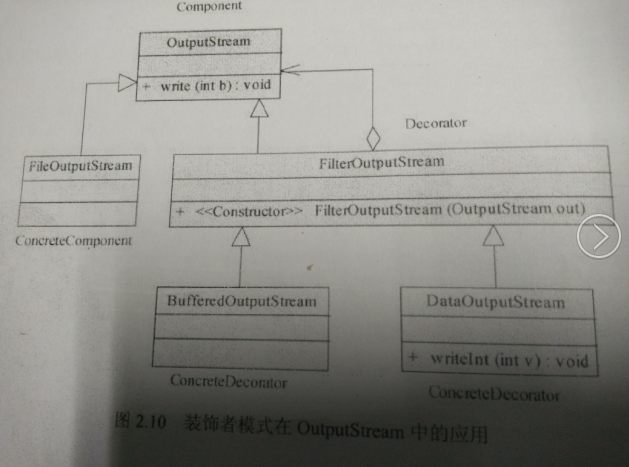 Component
OutputStream
+ write (int b) : void
Decorator
FileOutputStream
FilterOutputStream
+ <<Constructor>> FilterOutputStream (OutputStream out)
ConcreteComponent
BufferedOutputStream
DataOutputStream
+ writeInt (int v) : void
ConcreteDecorator
ConcreteDecorator
图 2.10 装饰者模式在 OutputStream 中的应用